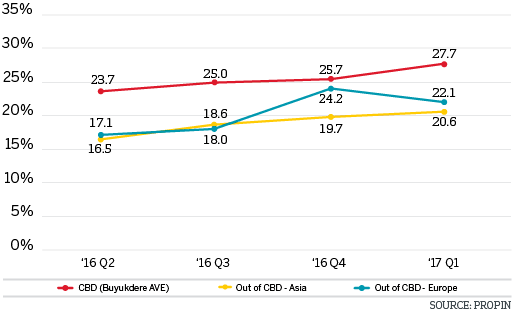 35%
30%
25%
20%
15%
10%
5%
0%
23.7
25.0
25.7
27.7
17.1
18.6
24.2
22.1
16.5
18.0
19.7
20.6
‘16 Q2
‘16 Q3
‘16 Q4
‘17 Q1
CBD (Buyukdere AVE)
Out of CBD - Asia
Out of CBD - Europe
SOURCE: PROPIN